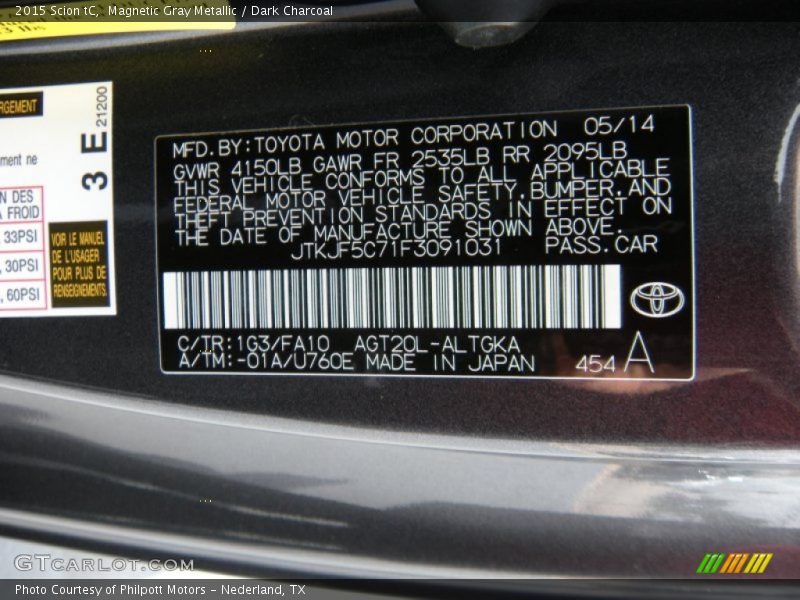 2015 Scion tC, Magnetic Gray Metallic / Dark Charcoal
3 E
21200
ment ne
N DES
A FROID
, 33PSI
, 30PSI
, 60PSI
VOIR LE MANUEL
DE L'USAGER
POUR PLUS DE
RENSEIGNEMENTS.
MFD.BY:TOYOTA MOTOR CORPORATION 05/14
GVWR 4150LB GAWR FR 2535LB RR 2095LB
THIS VEHICLE CONFORMS TO ALL APPLICABLE
FEDERAL MOTOR VEHICLE SAFETY,BUMPER,AND
THEFT PREVENTION STANDARDS IN EFFECT ON
THE DATE OF MANUFACTURE SHOWN ABOVE.
JTKJF5C71F3091031 PASS.CAR
C/TR:1G3/FA10 AGT20L-ALTGKA
A/TM:-01A/U760E MADE IN JAPAN 454 A
GTCARLOT.COM
Photo Courtesy of Philpott Motors - Nederland, TX